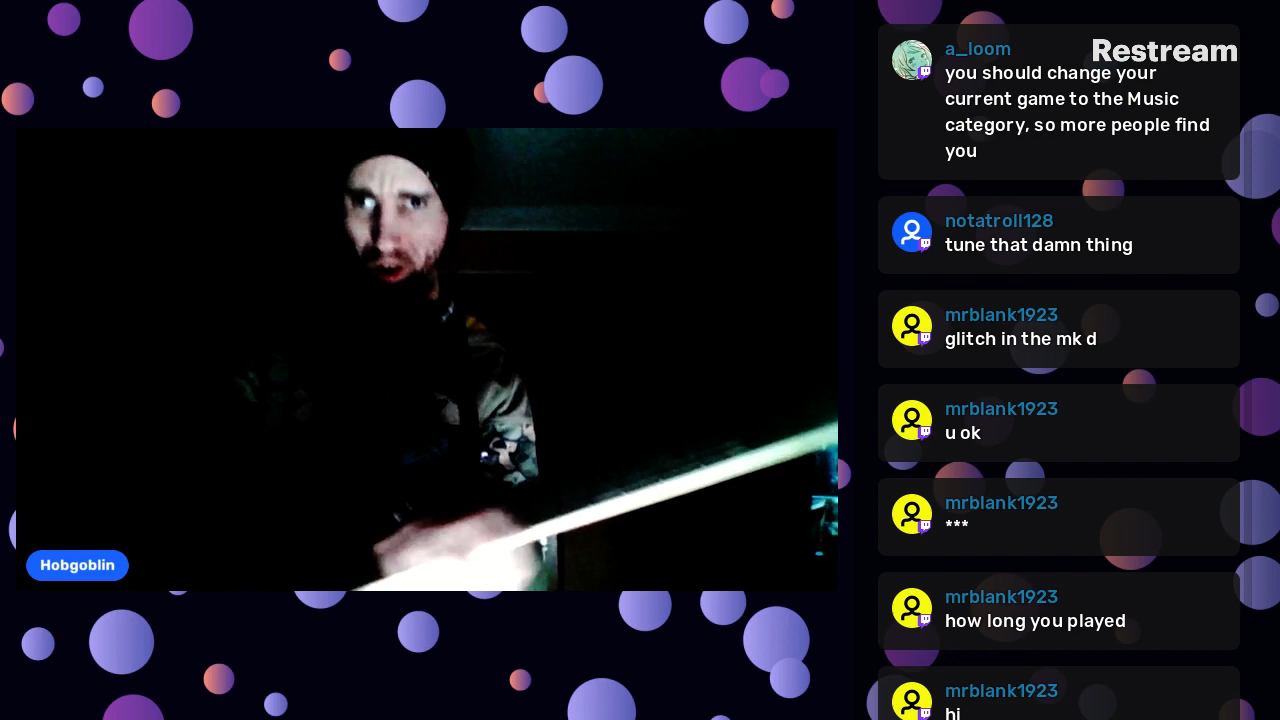 Restream
a_loom
you should change your
current game to the Music
category, so more people find
you
notatroll128
tune that damn thing
mrblank1923
glitch in the mk d
mrblank1923
u ok
mrblank1923
***
mrblank1923
how long you played
mrblank1923
hi
Hobgoblin